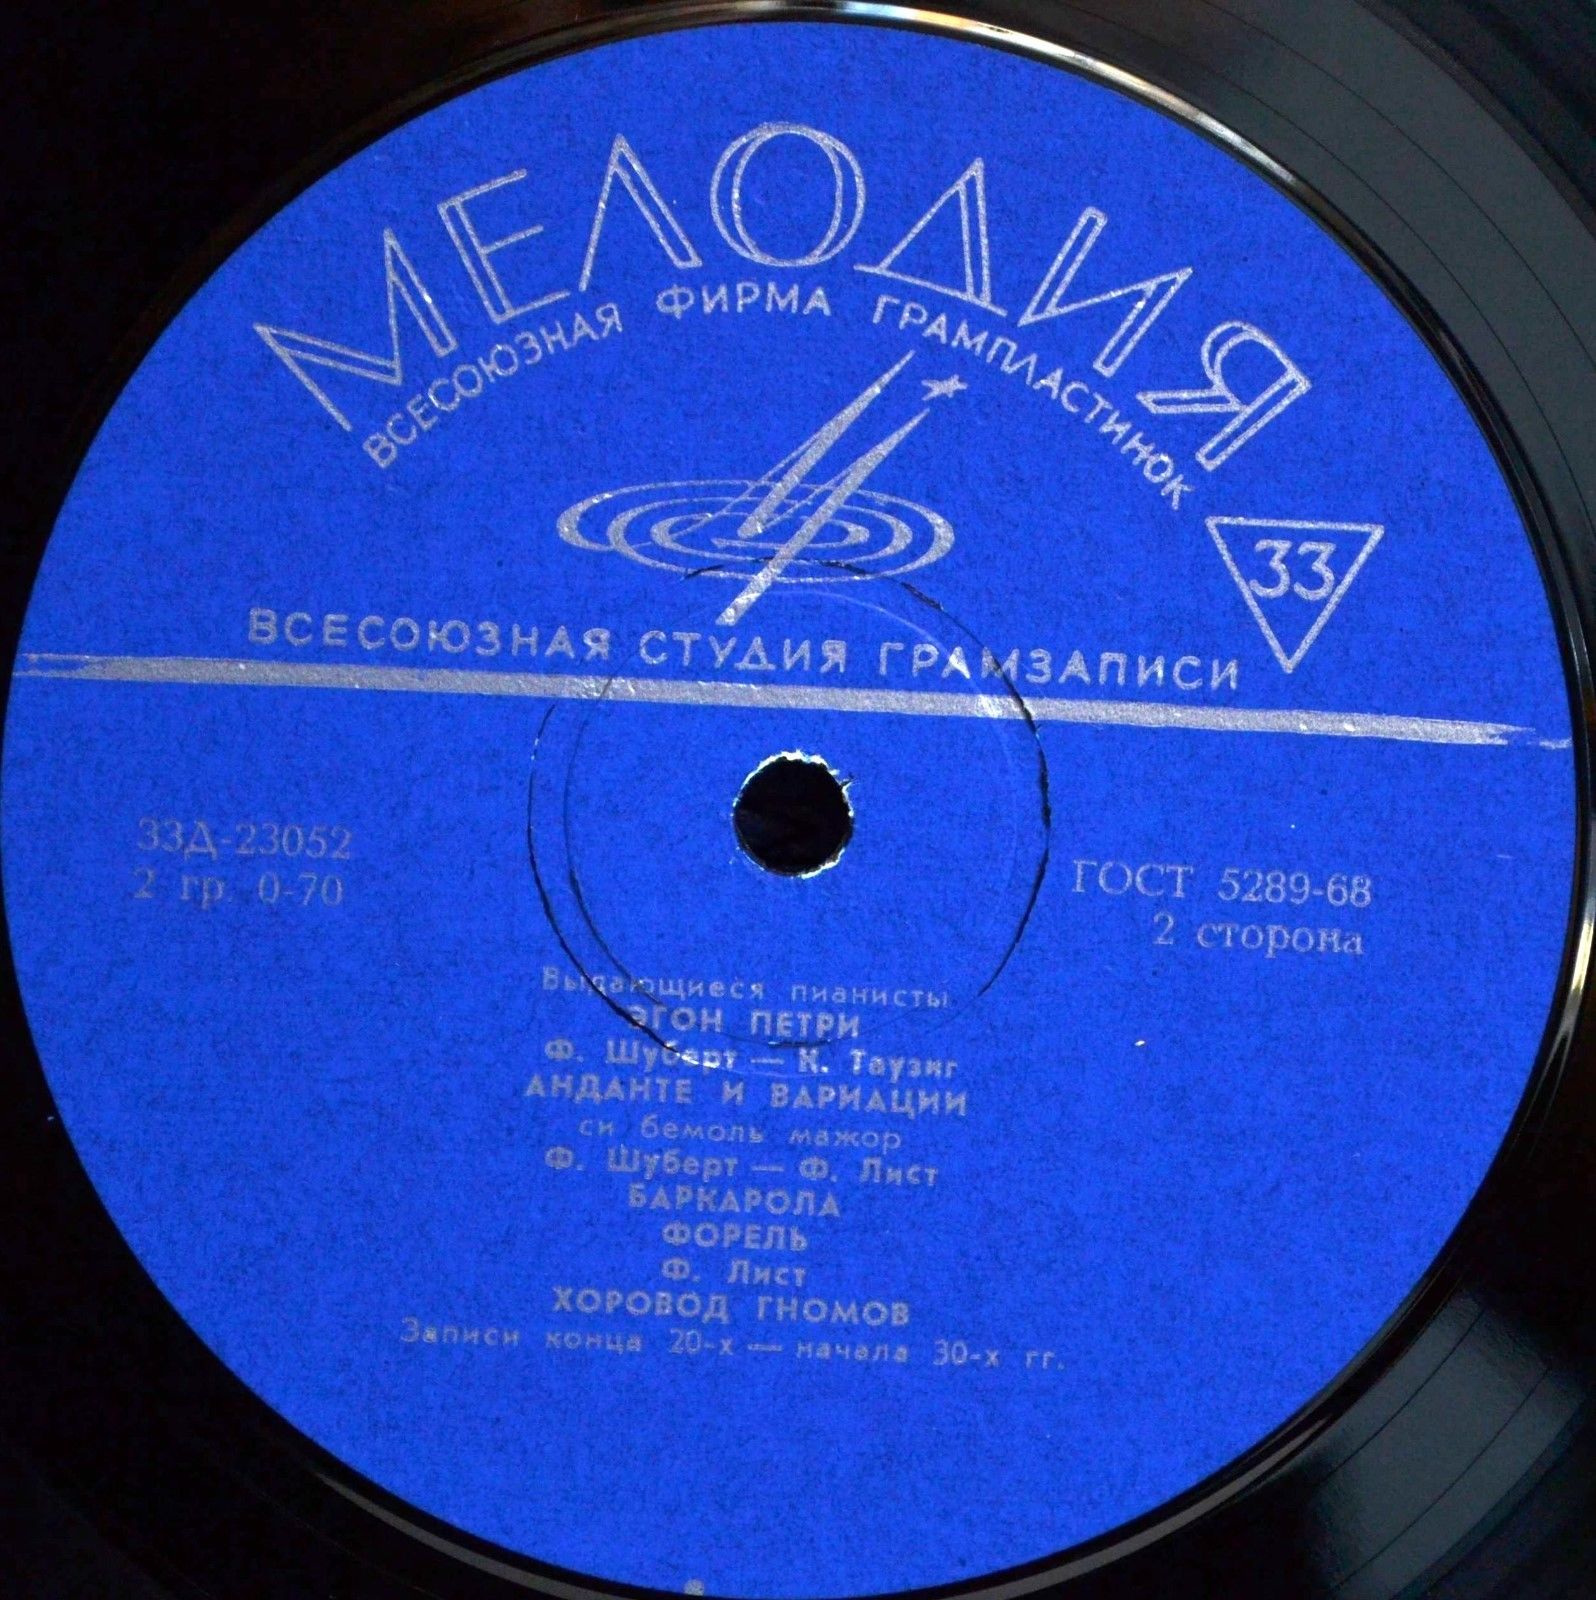 МЕЛОДИЯ
ВСЕСОЮЗНАЯ ФИРМА ГРАМПЛАСТИНОК
33
ВСЕСОЮЗНАЯ СТУДИЯ ГРАМЗАПИСИ
33Д-23052
2 гр. 0-70
ГОСТ 5289-68
2 сторона
Выдающиеся пианисты
ЭГОН ПЕТРИ
Ф. Шуберт — К. Таузиг
АНДАНТЕ И ВАРИАЦИИ
си бемоль мажор
Ф. Шуберт — Ф. Лист
БАРКАРОЛА
ФОРЕЛЬ
Ф. Лист
ХОРОВОД ГНОМОВ
Записи конца 20-х — начала 30-х гг.